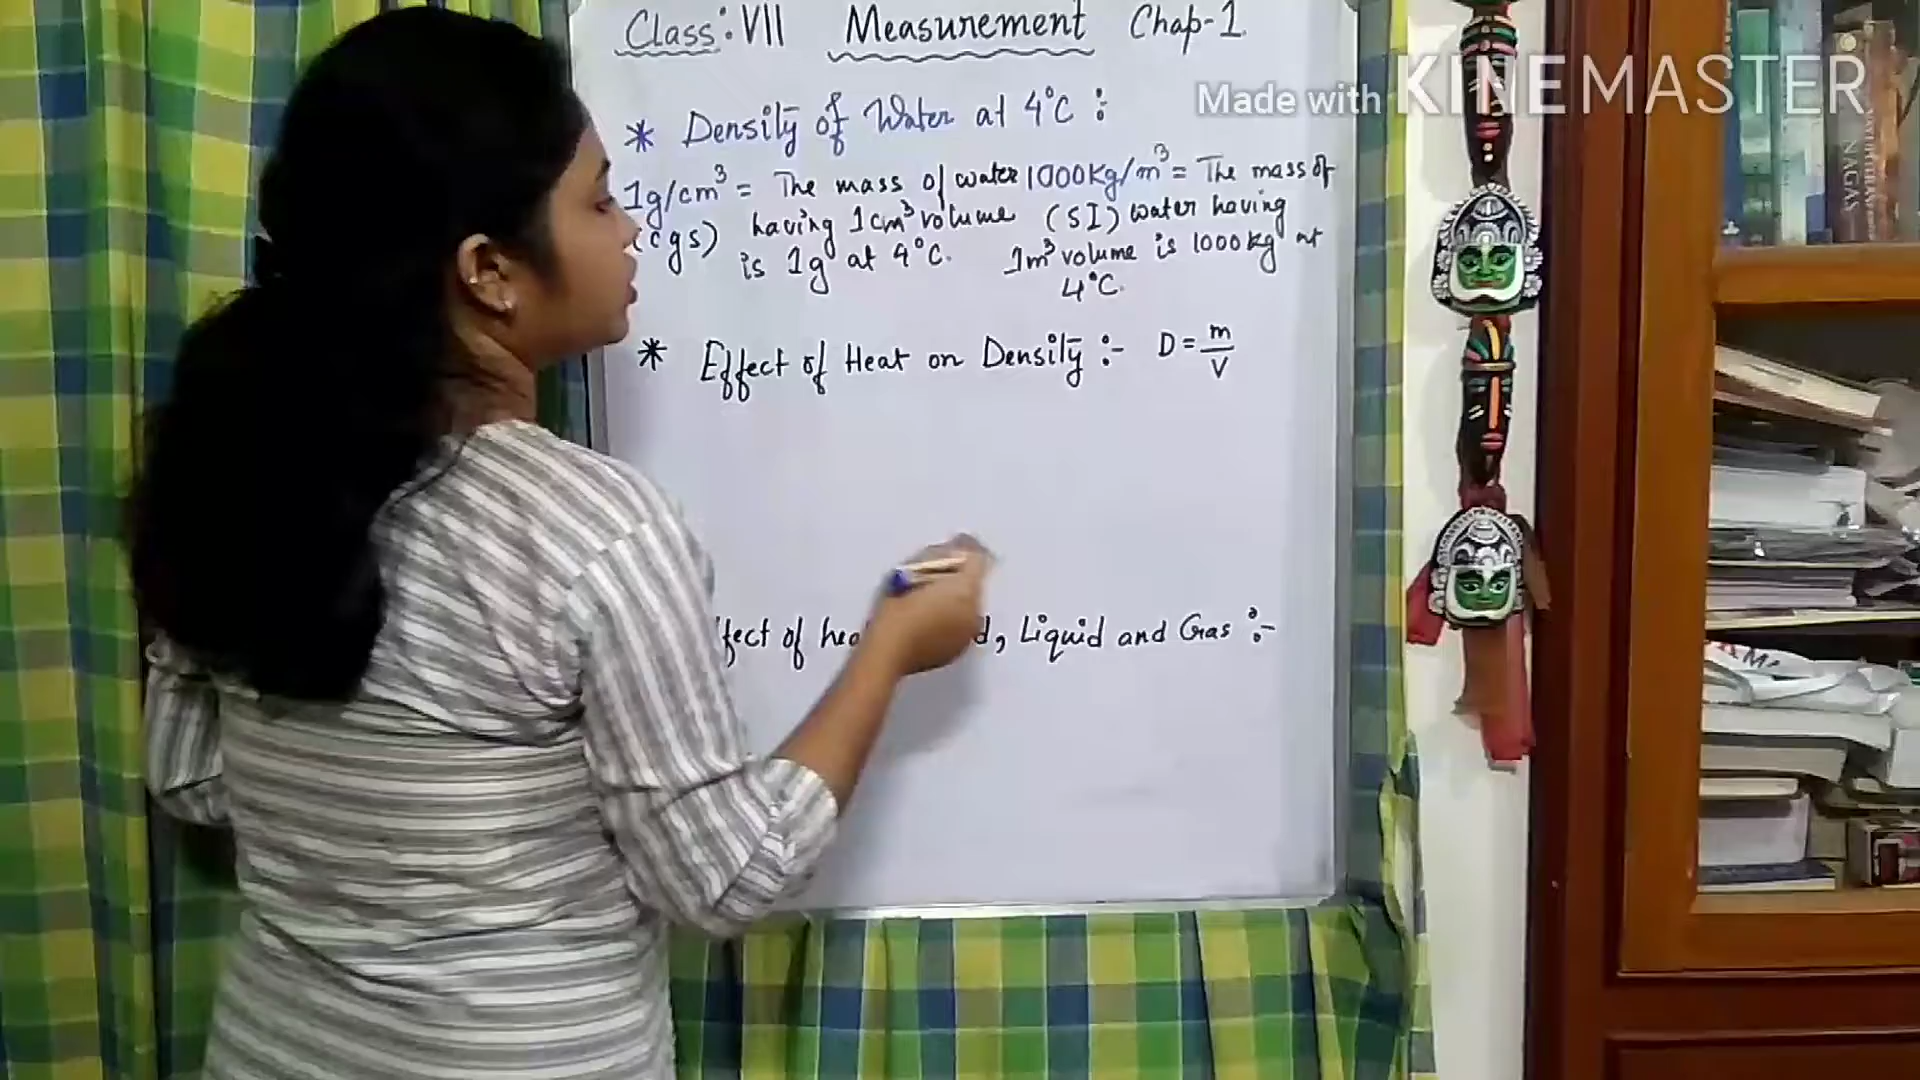 Class: VII Measurement Chap-1
Made with KINEMASTER
* Density of Water at 4°C :
1g/cm³ = The mass of water
(cgs) having 1cm³ volume
is 1g at 4°C.
1000Kg/m³ = The mass of
(SI) water having
1m³ volume is 1000kg at
4°C.
* Effect of Heat on Density :- D = m/V
ffect of hea d, Liquid and Gas :-
NAGAS